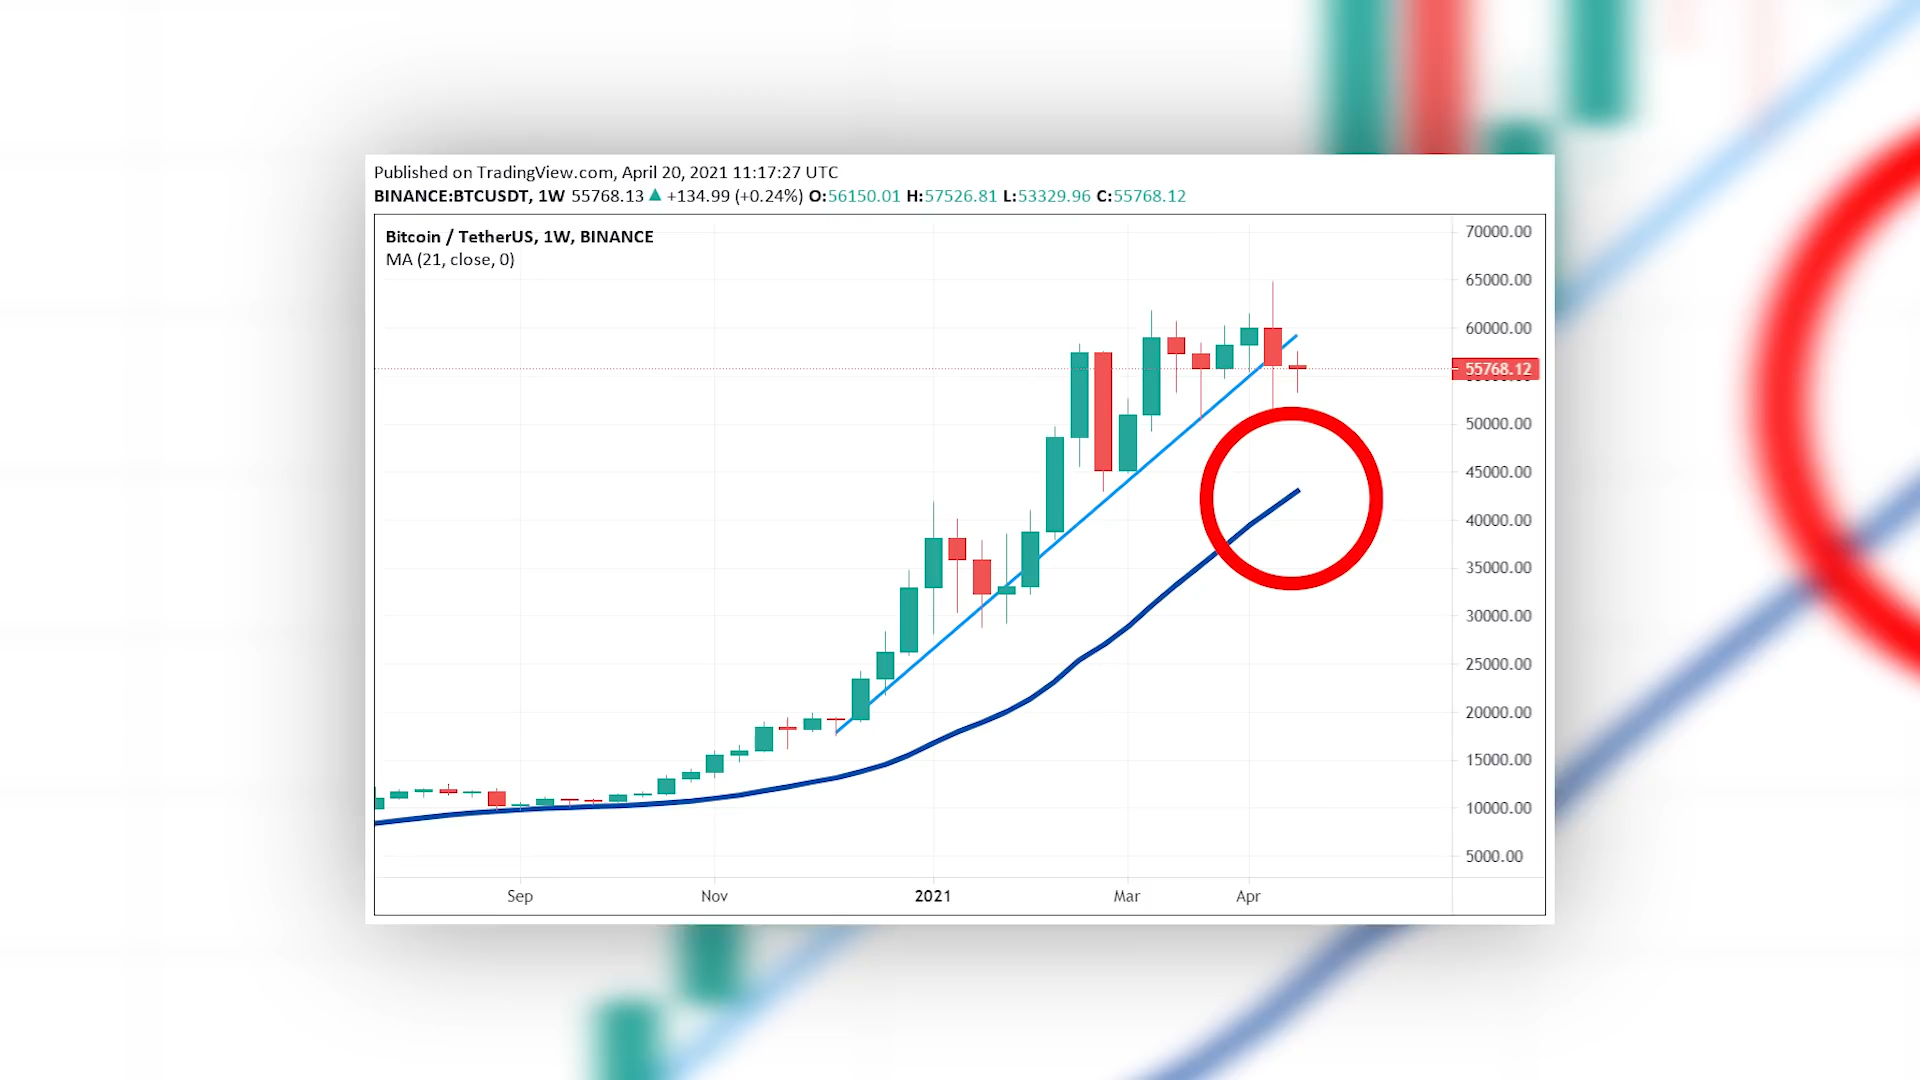 Published on TradingView.com, April 20, 2021 11:17:27 UTC
BINANCE:BTCUSDT, 1W 55768.13 ▲ +134.99 (+0.24%) O:56150.01 H:57526.81 L:53329.96 C:55768.12
Bitcoin / TetherUS, 1W, BINANCE
MA (21, close, 0)
70000.00
65000.00
60000.00
55768.12
50000.00
45000.00
40000.00
35000.00
30000.00
25000.00
20000.00
15000.00
10000.00
5000.00
Sep Nov 2021 Mar Apr